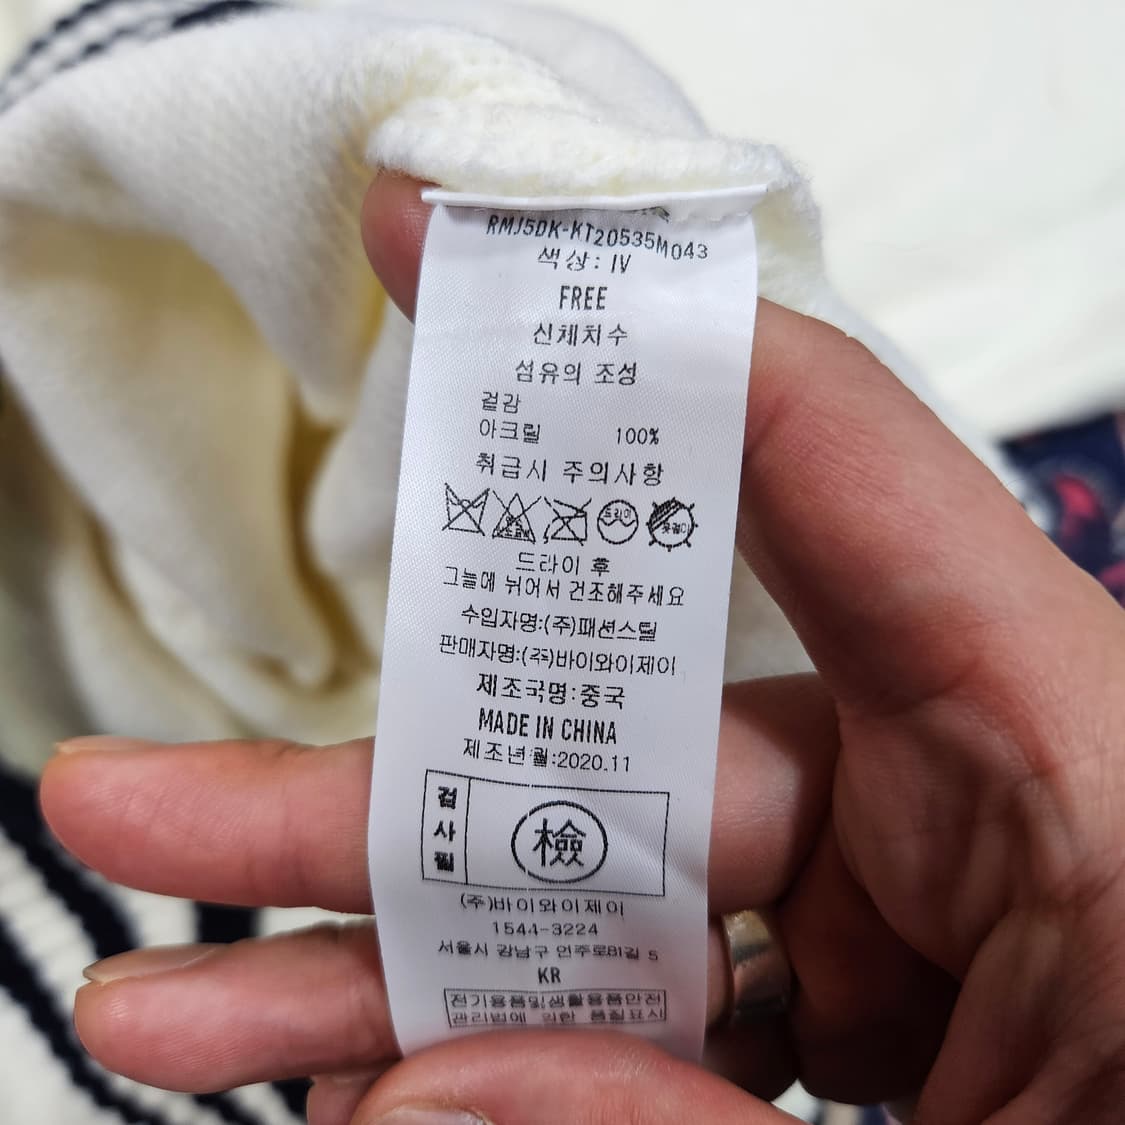 RMJ5DK-KT20535M043
색상: IV
FREE
신체치수
섬유의 조성
겉감
아크릴 100%
취급시 주의사항
드라이 옷걸이
드라이 후
그늘에 뉘어서 건조해주세요
수입자명:(주)패션스틸
판매자명:(주)바이와이제이
제조국명:중국
MADE IN CHINA
제조년월:2020.11
검사필 檢
(주)바이와이제이
1544-3224
서울시 강남구 언주로81길 5
KR
전기용품및생활용품안전
관리법에 의한 품질표시